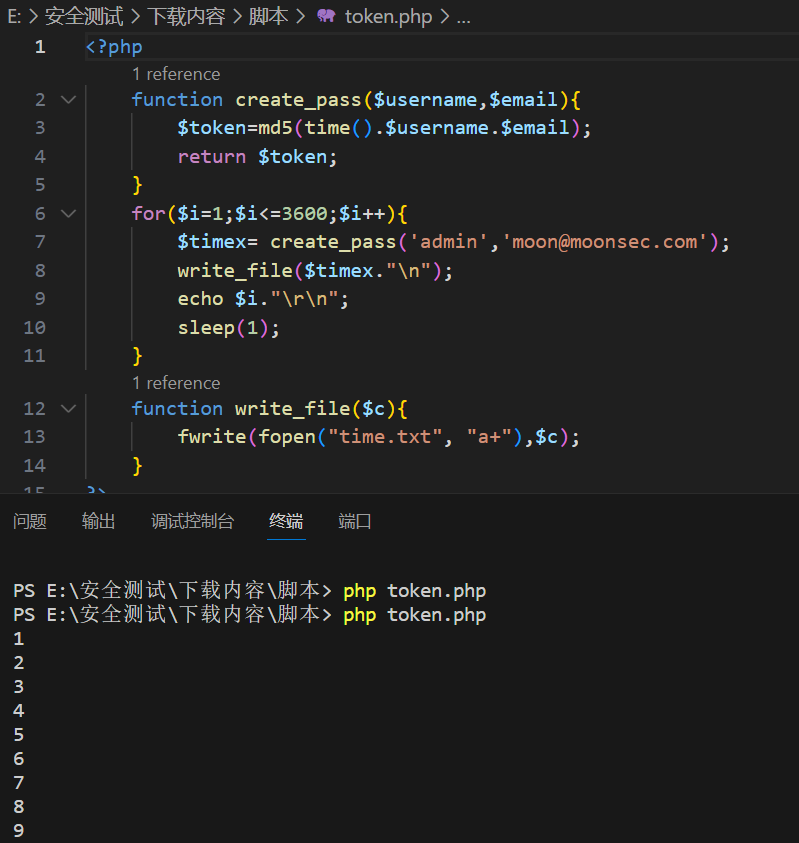 E: > 安全测试 > 下载内容 > 脚本 > token.php > ...
1 <?php
1 reference
2 function create_pass($username,$email){
3 $token=md5(time().$username.$email);
4 return $token;
5 }
6 for($i=1;$i<=3600;$i++){
7 $timex= create_pass('admin','moon@moonsec.com');
8 write_file($timex."\n");
9 echo $i."\r\n";
10 sleep(1);
11 }
1 reference
12 function write_file($c){
13 fwrite(fopen("time.txt", "a+"),$c);
14 }
15 ?>
问题 输出 调试控制台 终端 端口
PS E:\安全测试\下载内容\脚本> php token.php
PS E:\安全测试\下载内容\脚本> php token.php
1
2
3
4
5
6
7
8
9